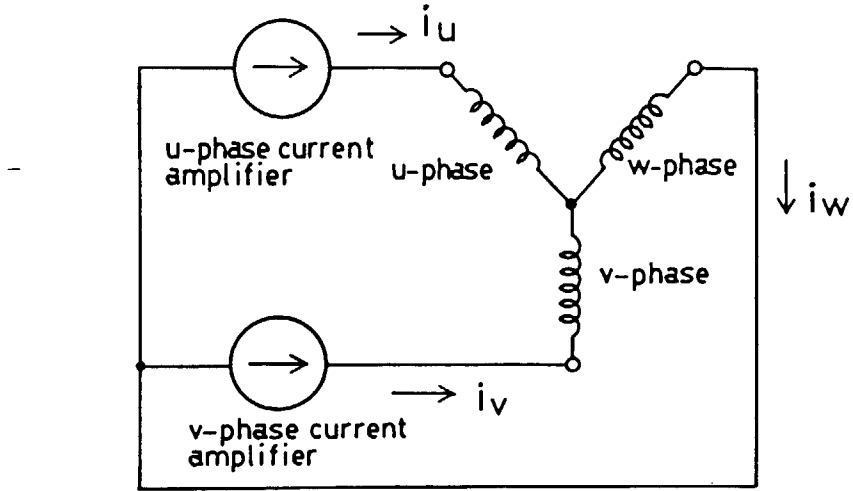 iu
u-phase current
amplifier
u-phase
w-phase
iw
v-phase
iv
v-phase current
amplifier